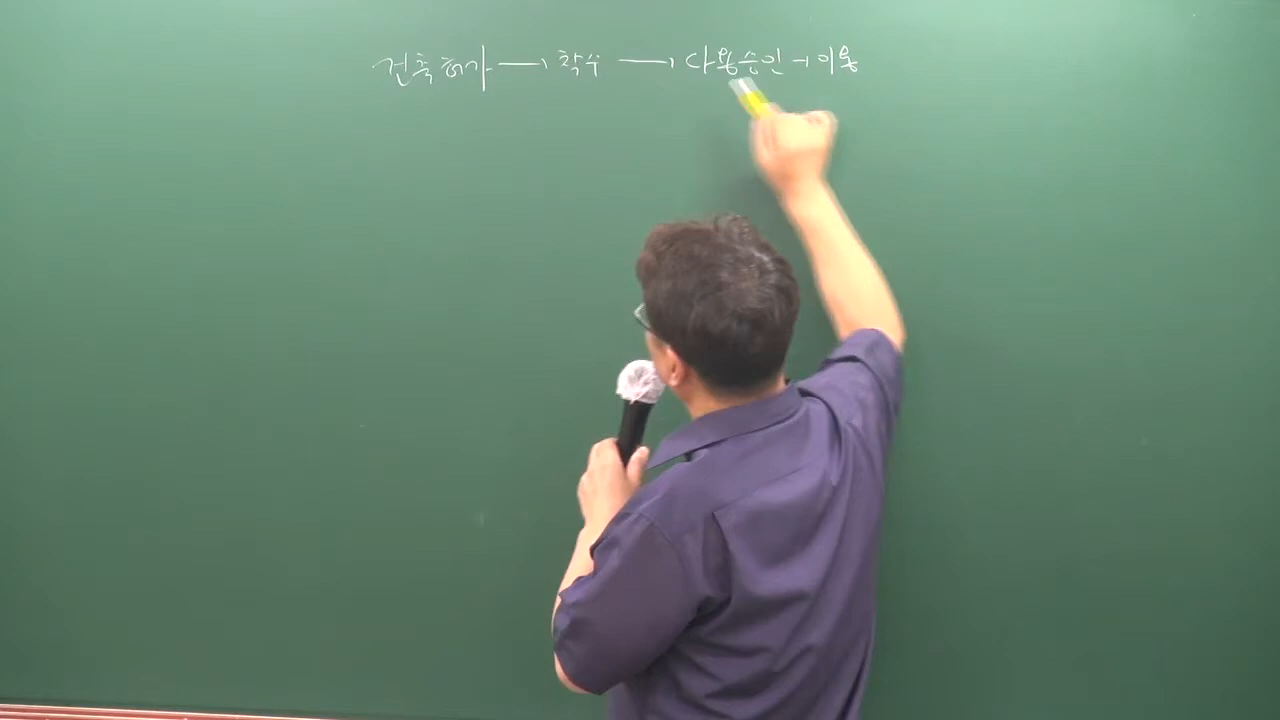 건축허가 → 착수 → 사용승인 → 이용